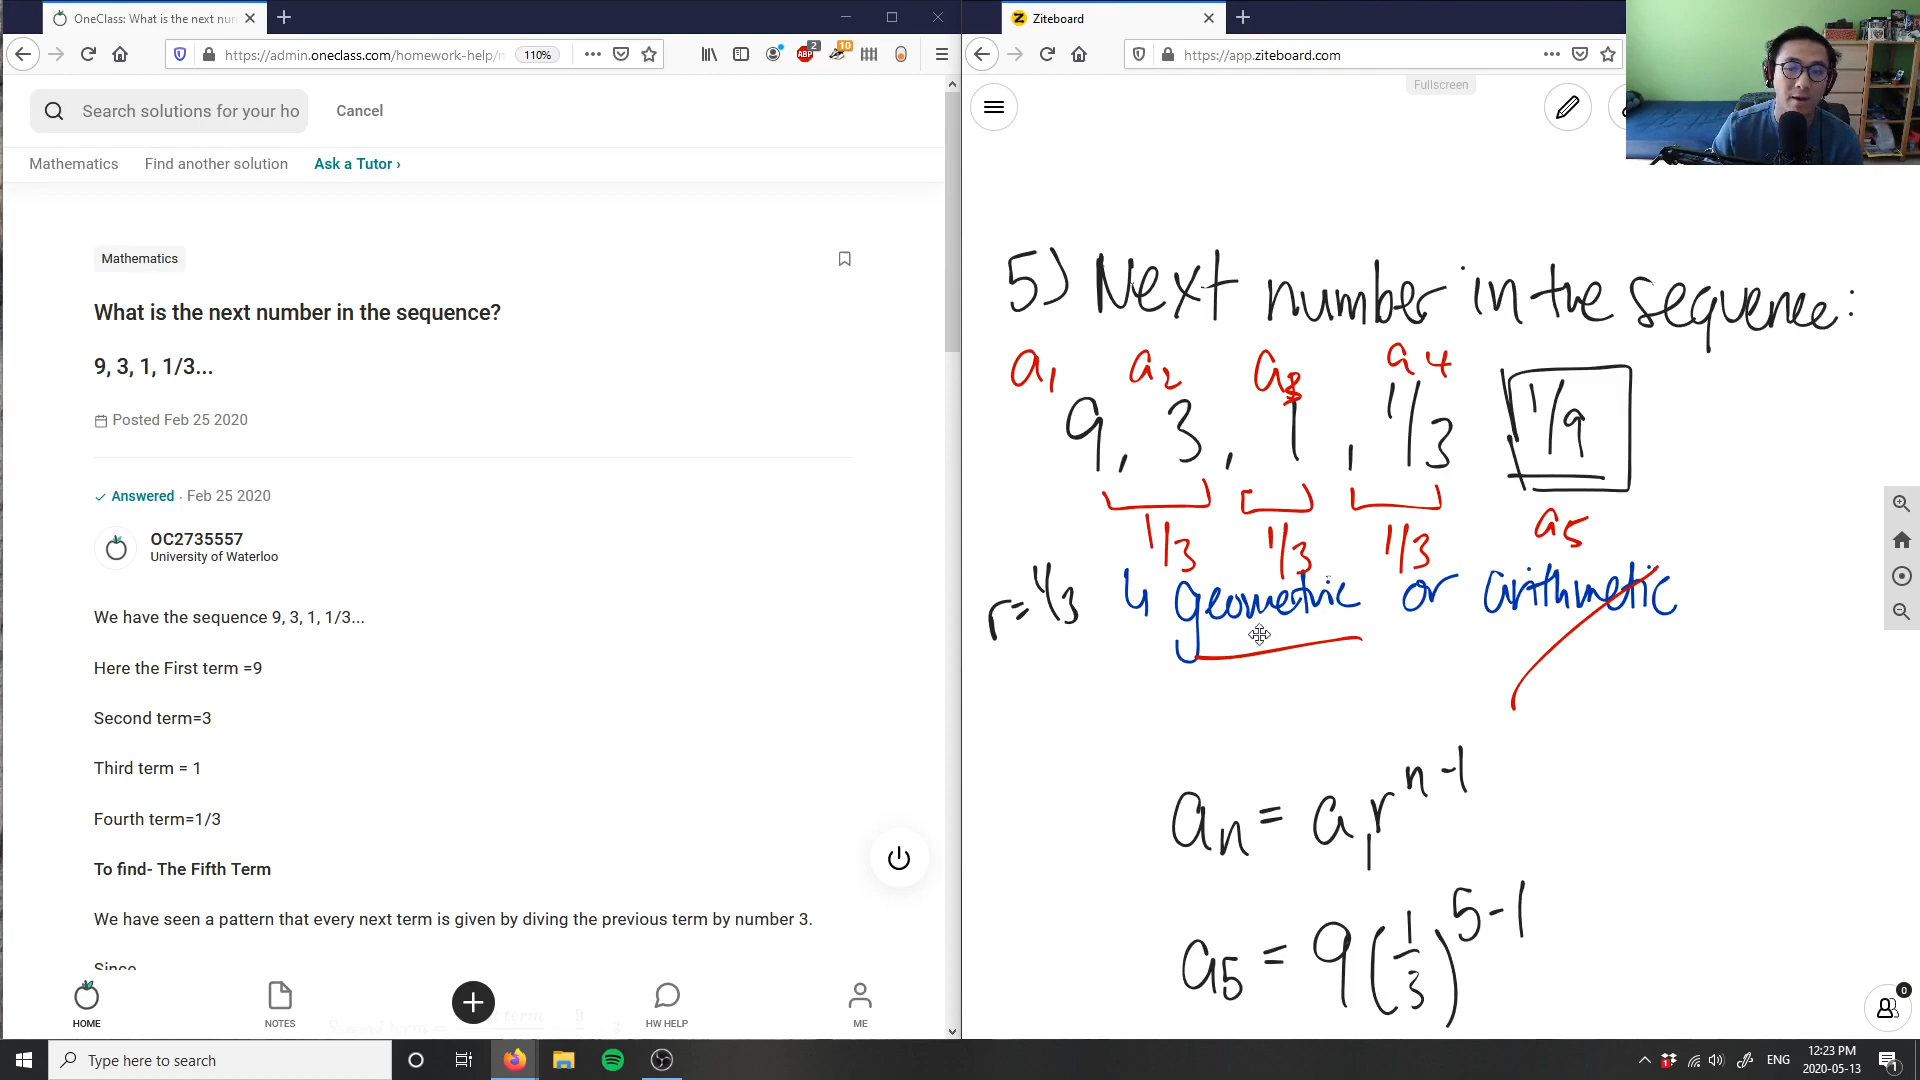 OneClass: What is the next num
Ziteboard
https://admin.oneclass.com/homework-help/m
110%
2
10
https://app.ziteboard.com
Fullscreen
Search solutions for your ho
Cancel
Mathematics
Find another solution
Ask a Tutor ›
Mathematics
What is the next number in the sequence?
9, 3, 1, 1/3...
Posted Feb 25 2020
Answered · Feb 25 2020
OC2735557
University of Waterloo
We have the sequence 9, 3, 1, 1/3...
Here the First term =9
Second term=3
Third term = 1
Fourth term=1/3
To find- The Fifth Term
We have seen a pattern that every next term is given by diving the previous term by number 3.
Since
HOME
NOTES
HW HELP
ME
5) Next number in the sequence:
a1 a2 a3 a4
9, 3, 1, 1/3 1/9
1/3 1/3 1/3 a5
r=1/3 geometric or arithmetic
an = a1r^n-1
a5 = 9(1/3)^5-1
0
Type here to search
ENG
12:23 PM
2020-05-13
1